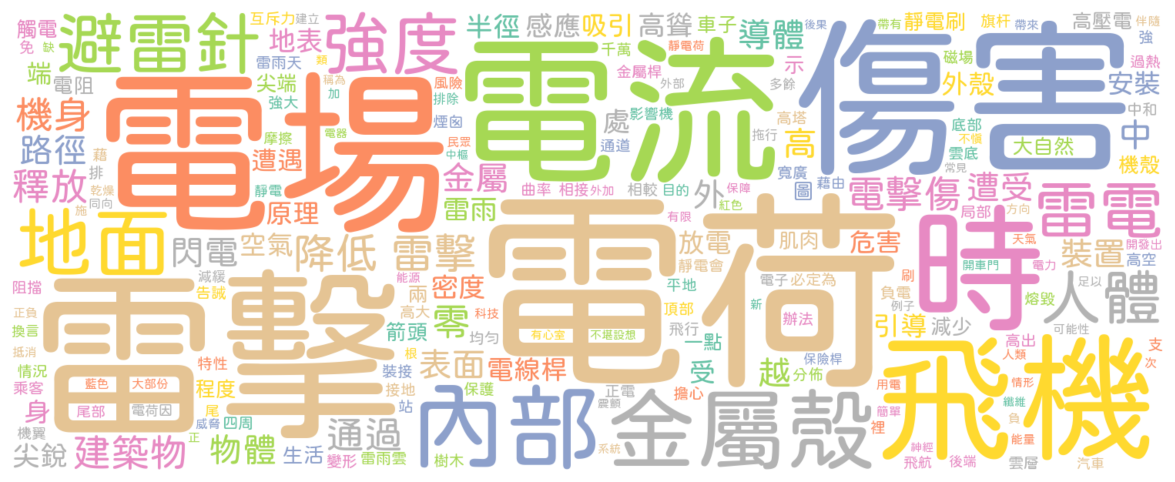 觸電
互斥力
建立
半徑
感應
吸引
高聳
車子
後果
帶有
靜電刷
旗杆
帶來
高壓電
伴隨
免
缺
避雷針
地表
強度
千萬
靜電荷
導體
強
端
雷雨天
類
金屬桿
示
磁場
過熱
電阻
尖端
稱為
風險
外部
多餘
外殼
安裝
強大
加
排除
機身
電場
電流
傷害
煙囪
影響機
高塔
底部
中和
摩擦
電器
民眾
處
通道
拖行
高
不慎
中
路徑
遭遇
中樞
雲底
大自然
藉
金屬
寬廣
常見
機殼
排
靜電
曲率
相接
外加
相較
目的
外
保障
圖
藉由
釋放
乾燥
同向
原理
雷雨
紅色
電擊傷
遭受
雷電
施
有限
局部
方向
地面
閃電
空氣
降低
雷擊
電荷
放電
肌肉
危害
時
天氣
開發出
裝置
高空
減緩
能源
靜電會
電子
必定為
刷
開車門
電力
足以
阻擋
告誡
兩
密度
平地
新
負電
熔毀
人體
正負
高大
科技
頂部
辦法
例子
換言
雷擊
箭頭
零
有心室
不堪設想
飛行
一點
引導
減少
可能性
抵消
根
均勻
特性
高出
支
情況
裝接
表面
電線桿
受
越
保險桿
分佈
人類
次
乘客
藍色
大部份
程度
接地
保護
正電
擔心
用電
情形
飛機
身
尾部
電荷因
尾
站
內部
震顫
金屬殼
簡單
纖維
機翼
威脅
四周
裡
負
尖銳
建築物
正
物體
通過
變形
雷雨雲
生活
樹木
系統
神經
能量
飛航
後端
雲層
汽車